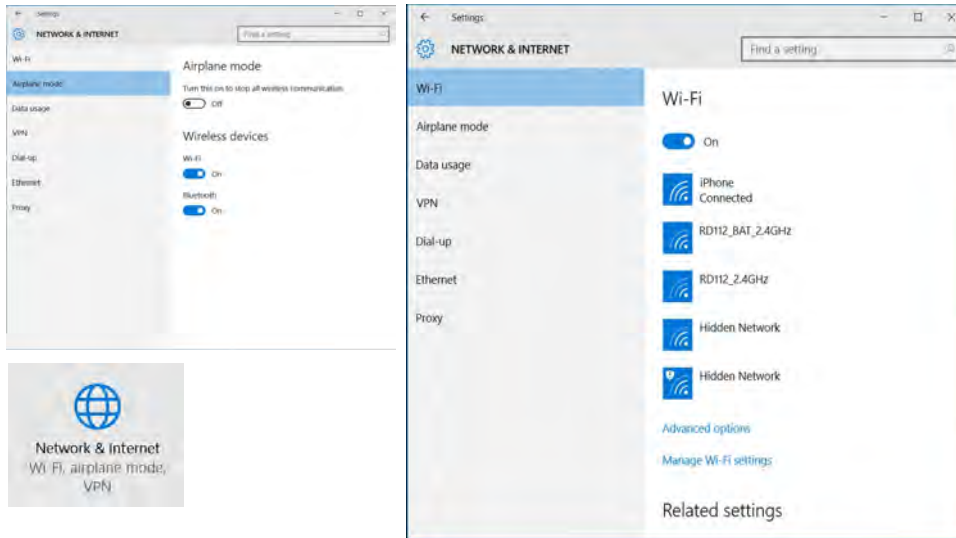 Settings
NETWORK & INTERNET
Find a setting
Wi-Fi
Airplane mode
Data usage
VPN
Dial-up
Ethernet
Proxy
Airplane mode
Turn this on to stop all wireless communication.
Off
Wireless devices
Wi-Fi
On
Bluetooth
On
Network & Internet
Wi-Fi, airplane mode,
VPN
Settings
NETWORK & INTERNET
Find a setting
Wi-Fi
Airplane mode
Data usage
VPN
Dial-up
Ethernet
Proxy
Wi-Fi
On
iPhone
Connected
RD112_BAT_2.4GHz
RD112_2.4GHz
Hidden Network
Hidden Network
Advanced options
Manage Wi-Fi settings
Related settings